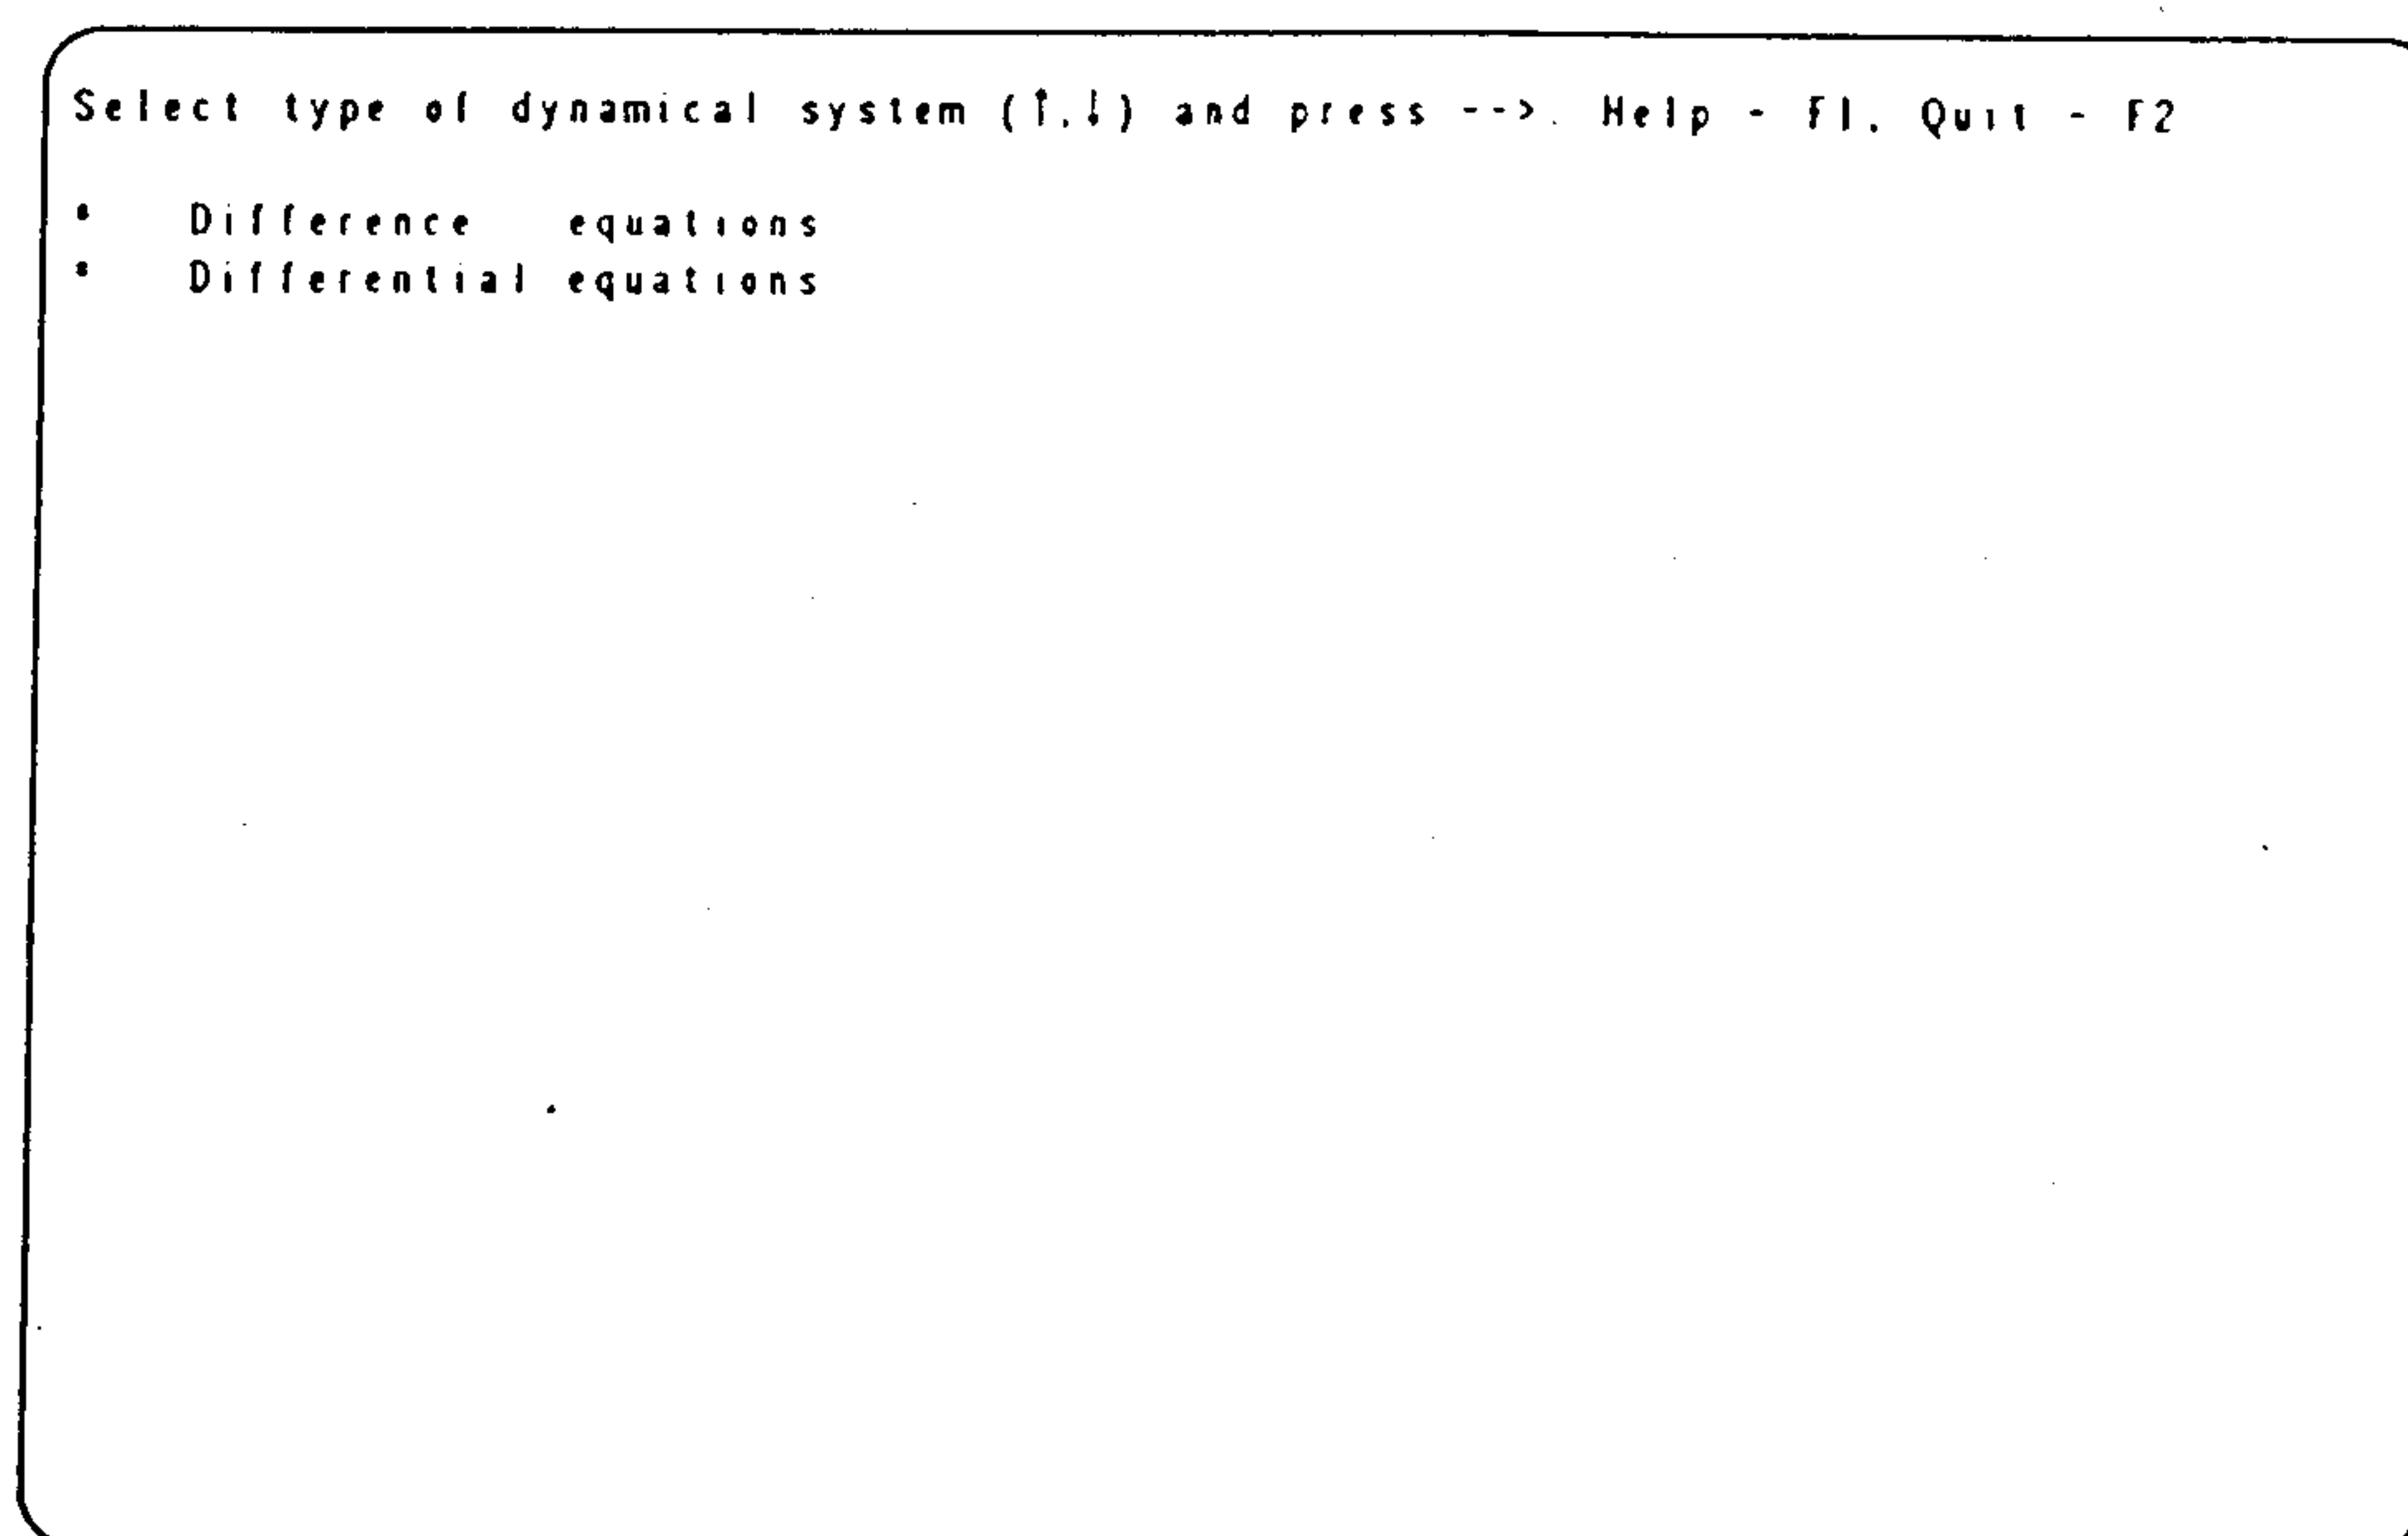 Select type of dynamical system (↑,↓) and press -->. Help - F1, Quit - F2
* Difference equations
* Differential equations